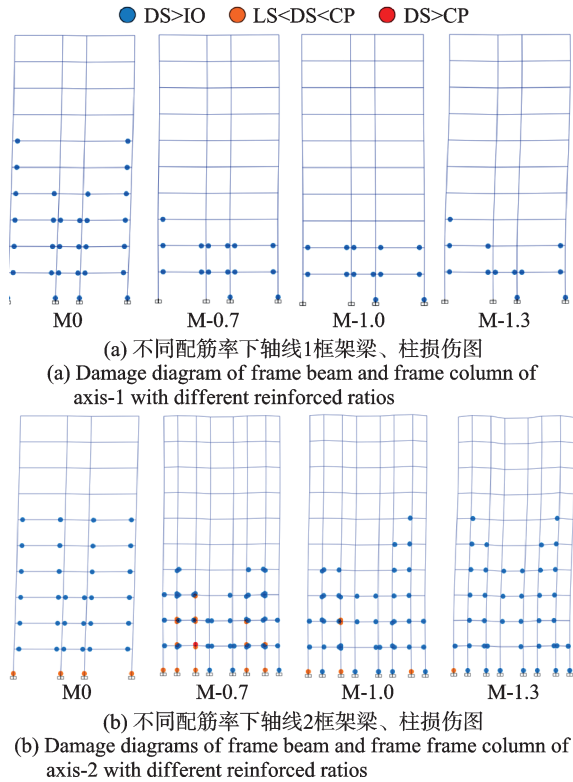 DS>IO LS<DS<CP DS>CP
M0 M-0.7 M-1.0 M-1.3
(a) 不同配筋率下轴线1框架梁、柱损伤图
(a) Damage diagram of frame beam and frame column of
axis-1 with different reinforced ratios
M0 M-0.7 M-1.0 M-1.3
(b) 不同配筋率下轴线2框架梁、柱损伤图
(b) Damage diagrams of frame beam and frame frame column of
axis-2 with different reinforced ratios